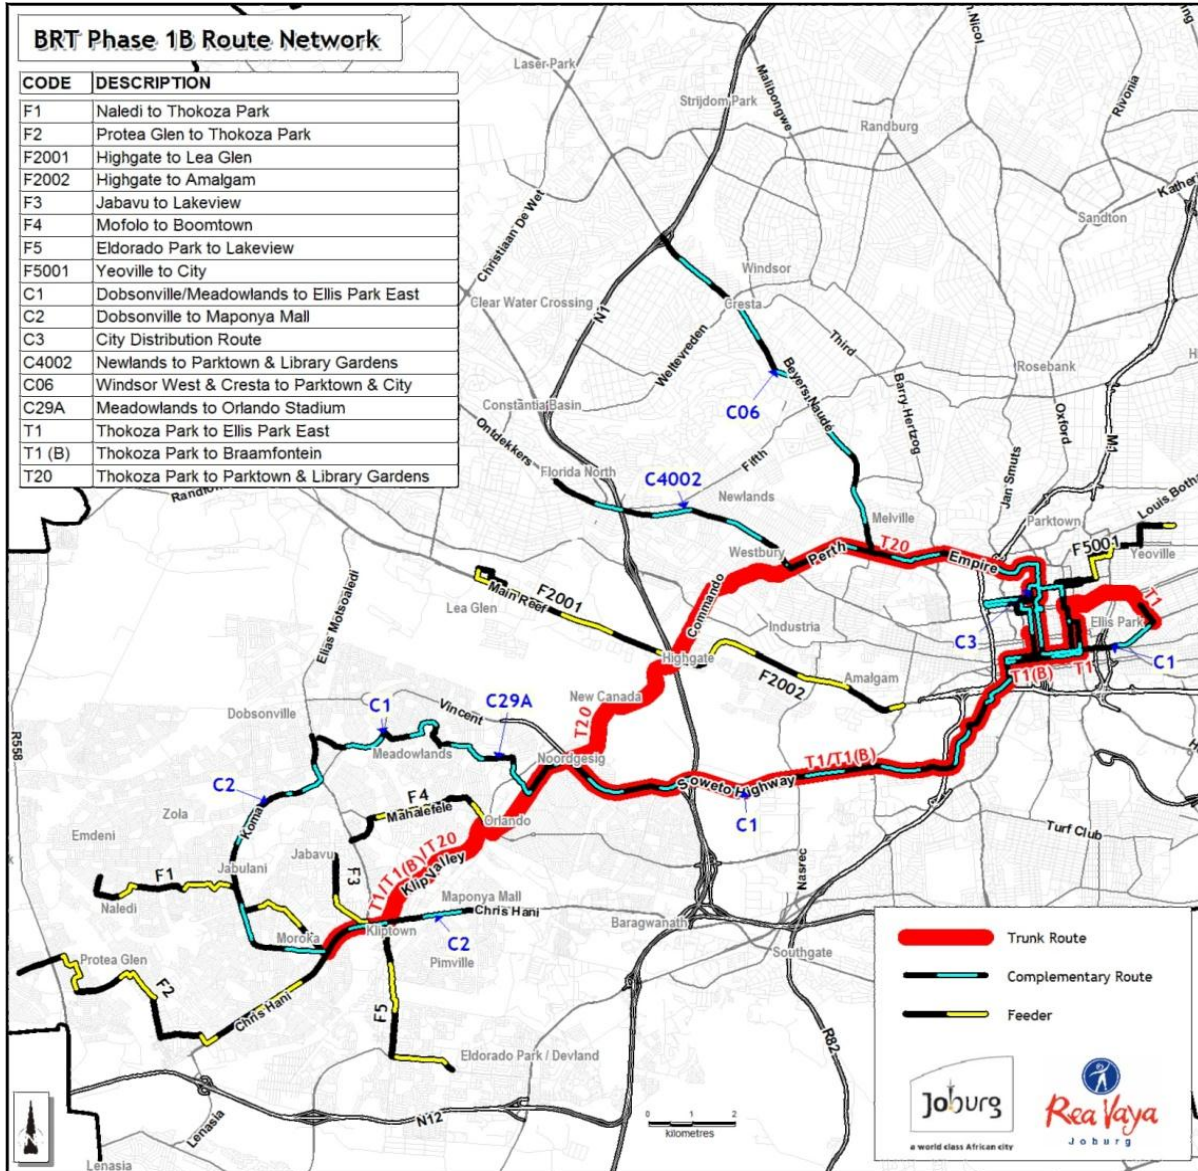 BRT Phase 1B Route Network
CODE DESCRIPTION
F1 Naledi to Thokoza Park
F2 Protea Glen to Thokoza Park
F2001 Highgate to Lea Glen
F2002 Highgate to Amalgam
F3 Jabavu to Lakeview
F4 Mofolo to Boomtown
F5 Eldorado Park to Lakeview
F5001 Yeoville to City
C1 Dobsonville/Meadowlands to Ellis Park East
C2 Dobsonville to Maponya Mall
C3 City Distribution Route
C4002 Newlands to Parktown & Library Gardens
C06 Windsor West & Cresta to Parktown & City
C29A Meadowlands to Orlando Stadium
T1 Thokoza Park to Ellis Park East
T1 (B) Thokoza Park to Braamfontein
T20 Thokoza Park to Parktown & Library Gardens
Laser Park
Malibongwe
Strijdom Park
Randburg
Rivonia
Sandton
Christiaan De Wet
Windsor
Clear Water Crossing
Cresta
N1
Third
Weltevreden
Rosebank
Beyers Naudé
Barry Hertzog
C06
Constantia Basin
Oxford
M1
Ontdekkers
Fifth
Jan Smuts
Florida North
C4002
Newlands
Melville
Parktown
Louis Botha
F5001
Yeoville
Westbury
Perth
T20
Empire
Commando
F2001
Main Reef
Lea Glen
Elias Motsoaledi
Industria
C3
Ellis Park
T1
Highgate
C1
T1
T1(B)
F2002
Amalgam
New Canada
T20
Vincent
C29A
C1
Dobsonville
Meadowlands
Noordgesig
R558
T1/T1(B)
Soweto Highway
C1
C2
Koma
Zola
F4
Mahalefele
Orlando
Emdeni
Turf Club
Jabulani
Jabavu
T1/T1(B)/T20
Klip Valley
F1
F3
Nasrec
Naledi
Maponya Mall
Chris Hani
Moroka
Kliptown
C2
Baragwanath
Pimville
Southgate
Protea Glen
F2
Chris Hani
F5
Eldorado Park / Devland
R82
N12
Lenasia
Lenasia
N
0 1 2
kilometres
Trunk Route
Complementary Route
Feeder
Joburg
a world class African city
Rea Vaya
Joburg